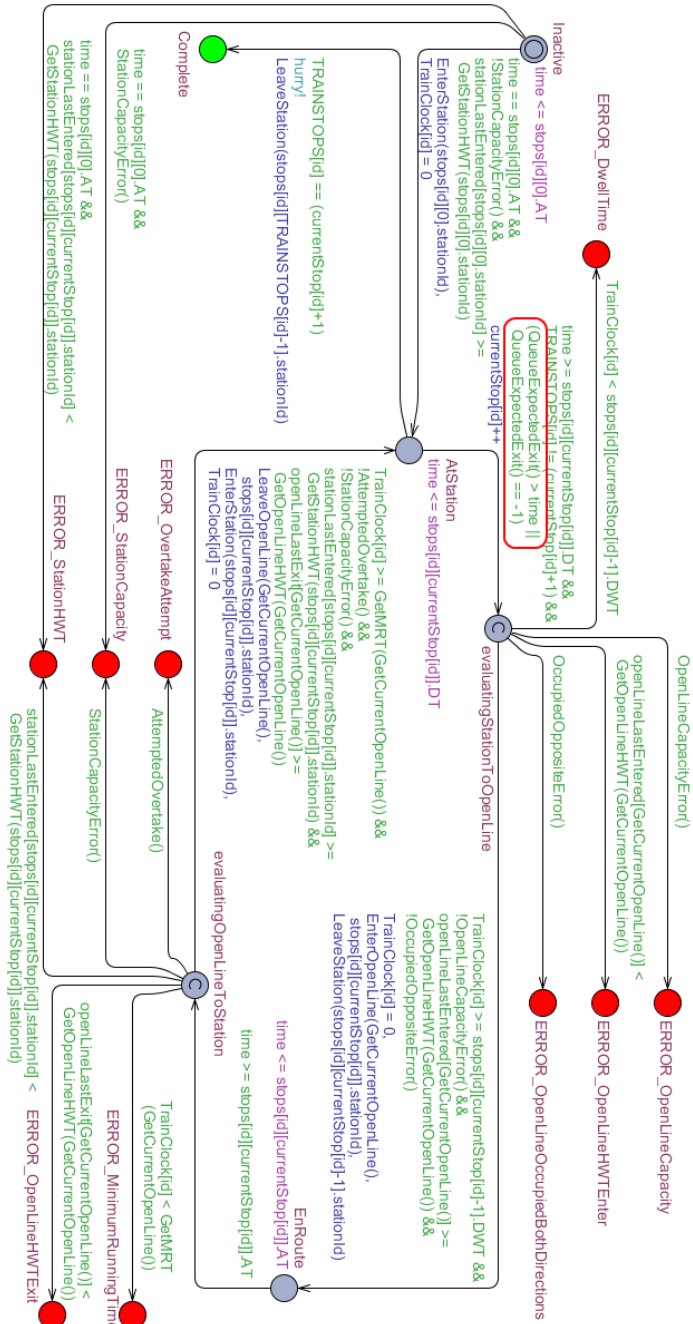 OpenLineCapacityError()
ERROR_OpenLineCapacity
openLineLastEntered[GetCurrentOpenLine()] <
GetOpenLineHWT(GetCurrentOpenLine())
ERROR_OpenLineHWTEnter
OccupiedOppositeError()
ERROR_OpenLineOccupiedBothDirections
ERROR_DwellTime
TrainClock[id] < stops[id][currentStop[id]-1].DWT
Inactive
time <= stops[id][0].AT
time == stops[id][0].AT &&
!StationCapacityError() &&
stationLastEntered[stops[id][0].stationId] >=
GetStationHWT(stops[id][0].stationId)
EnterStation(stops[id][0].stationId),
TrainClock[id] = 0
time >= stops[id][currentStop[id]].DT &&
TRAINSTOPS[id] != (currentStop[id]+1) &&
(QueueExpectedExit() > time ||
QueueExpectedExit() == -1)
currentStop[id]++
evaluatingStationToOpenLine
AtStation
time <= stops[id][currentStop[id]].DT
TrainClock[id] >= stops[id][currentStop[id]-1].DWT &&
!OpenLineCapacityError() &&
openLineLastEntered[GetCurrentOpenLine()] >=
GetOpenLineHWT(GetCurrentOpenLine()) &&
!OccupiedOppositeError()
TrainClock[id] = 0,
EnterOpenLine(GetCurrentOpenLine(),
stops[id][currentStop[id]].stationId),
LeaveStation(stops[id][currentStop[id]-1].stationId)
TRAINSTOPS[id] == (currentStop[id]+1)
hurry!
LeaveStation(stops[id][TRAINSTOPS[id]-1].stationId)
Complete
TrainClock[id] >= GetMRT(GetCurrentOpenLine()) &&
!AttemptedOvertake() &&
!StationCapacityError() &&
stationLastEntered[stops[id][currentStop[id]].stationId] >=
GetStationHWT(stops[id][currentStop[id]].stationId) &&
openLineLastExit[GetCurrentOpenLine()] >=
GetOpenLineHWT(GetCurrentOpenLine())
LeaveOpenLine(GetCurrentOpenLine(),
stops[id][currentStop[id]].stationId),
EnterStation(stops[id][currentStop[id]].stationId),
TrainClock[id] = 0
EnRoute
time <= stops[id][currentStop[id]].AT
time >= stops[id][currentStop[id]].AT
evaluatingOpenLineToStation
time == stops[id][0].AT &&
StationCapacityError()
ERROR_OvertakeAttempt
AttemptedOvertake()
TrainClock[id] < GetMRT
(GetCurrentOpenLine())
ERROR_MinimumRunningTime
ERROR_StationCapacity
StationCapacityError()
time == stops[id][0].AT &&
stationLastEntered[stops[id][currentStop[id]].stationId] <
GetStationHWT(stops[id][currentStop[id]].stationId)
ERROR_StationHWT
stationLastEntered[stops[id][currentStop[id]].stationId] <
GetStationHWT(stops[id][currentStop[id]].stationId)
openLineLastExit[GetCurrentOpenLine()] <
GetOpenLineHWT(GetCurrentOpenLine())
ERROR_OpenLineHWTExit